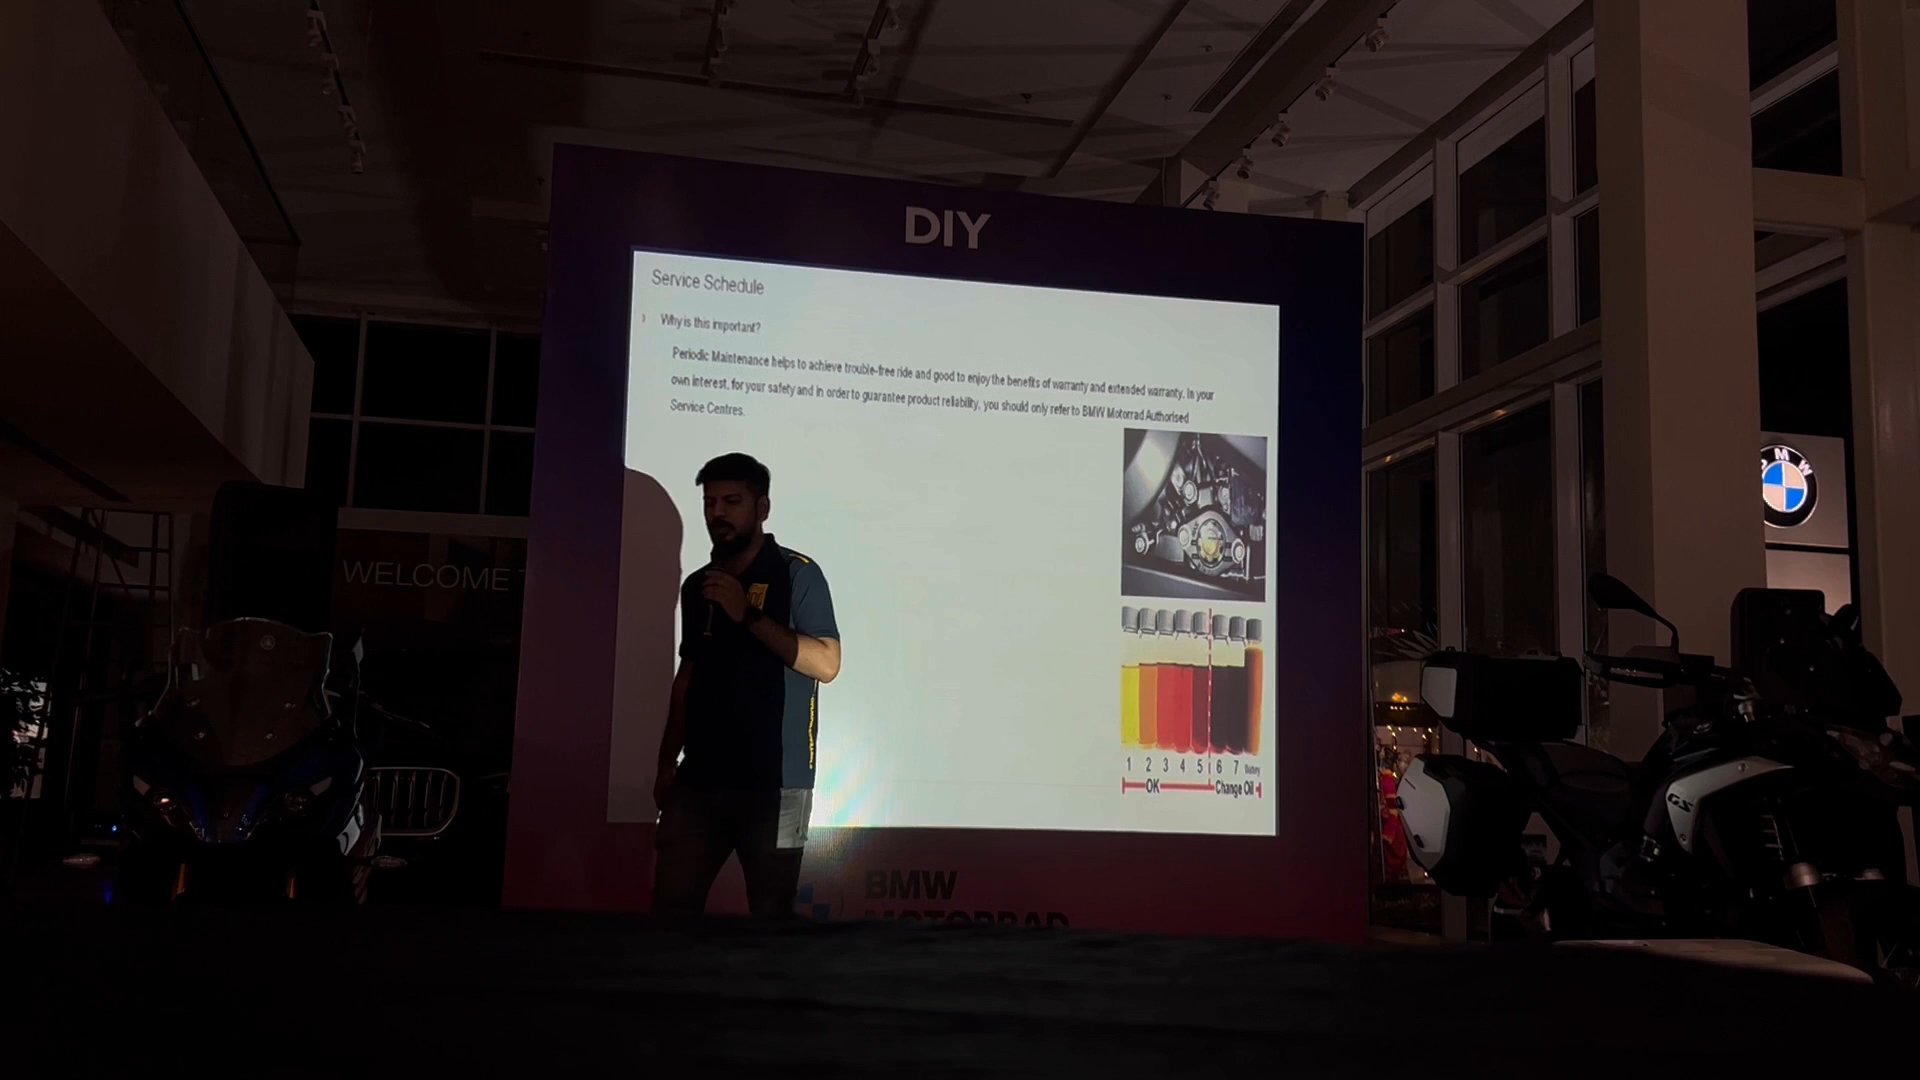 DIY
Service Schedule
Why is this important?
Periodic Maintenance helps to achieve trouble-free ride and good to enjoy the benefits of warranty and extended warranty. In your
own interest, for your safety and in order to guarantee product reliability, you should only refer to BMW Motorrad Authorised
Service Centres.
1 2 3 4 5 6 7
OK Change Oil
WELCOME
BMW
MOTORRAD
BMW
GS